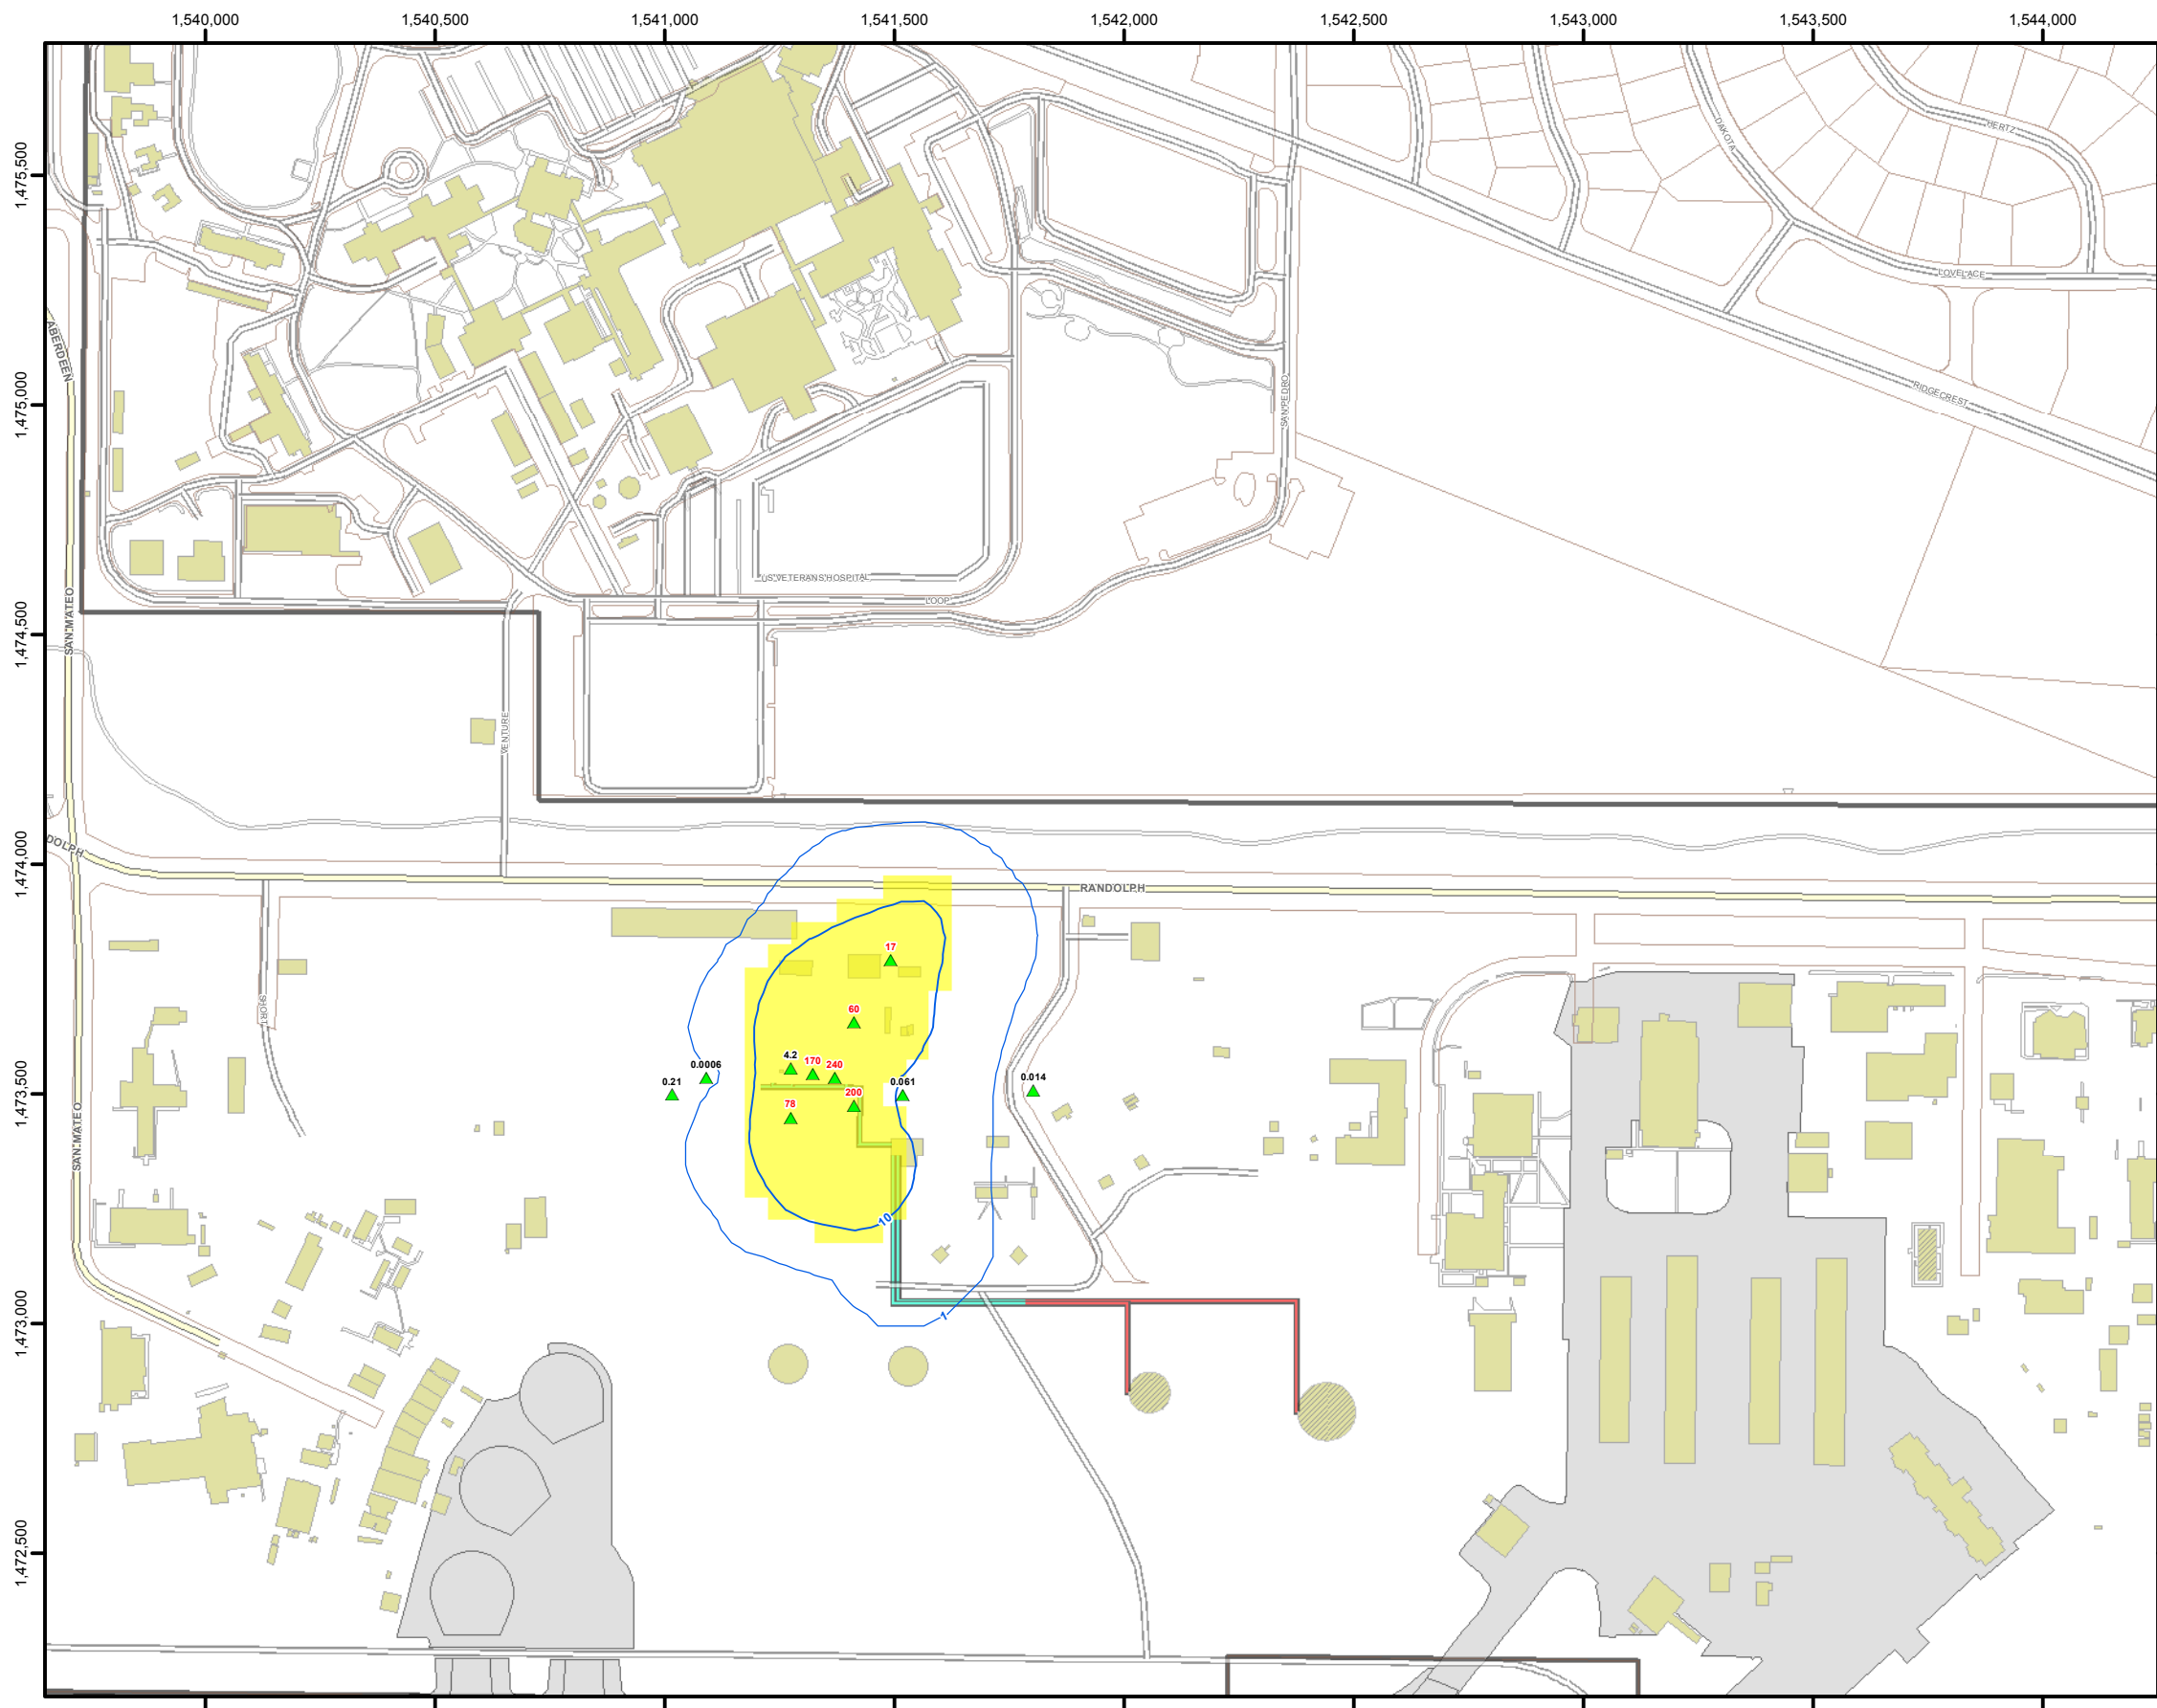 1,540,000 1,540,500 1,541,000 1,541,500 1,542,000 1,542,500 1,543,000 1,543,500 1,544,000
1,475,500
1,475,000
1,474,500
1,474,000
1,473,500
1,473,000
1,472,500
HERTZ
DAKOTA
LOVELACE
ABERDEEN
SAN PEDRO
RIDGECREST
US VETERANS HOSPITAL
LOOP
SAN MATEO
VENTURE
DOLPH
RANDOLPH
17
SHORT
60
4.2
170
240
0.0006
0.21
200
0.061
0.014
78
SAN MATEO
10
1